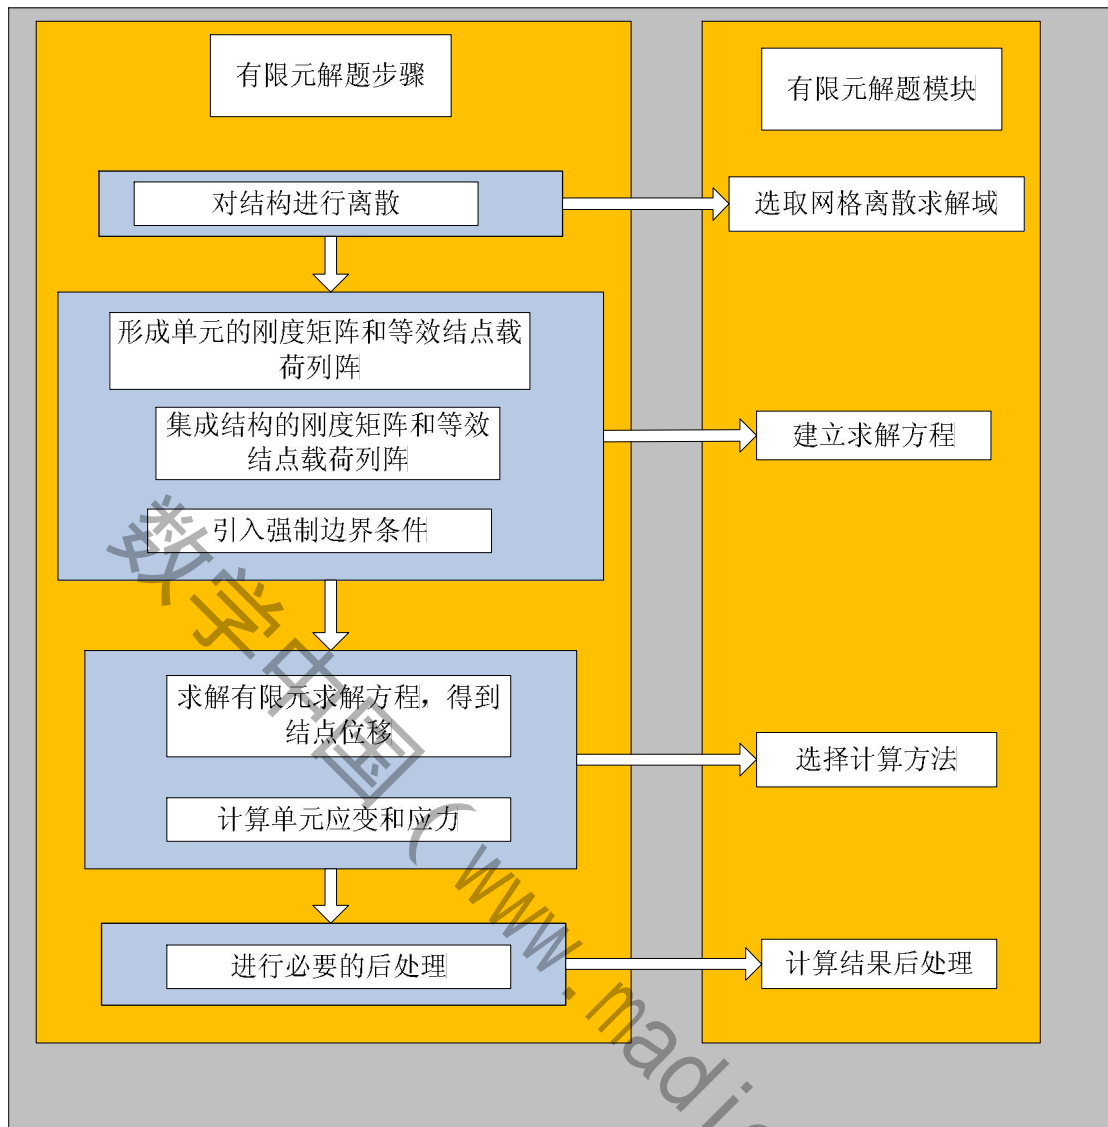 有限元解题步骤
有限元解题模块
对结构进行离散
选取网格离散求解域
形成单元的刚度矩阵和等效结点载
荷列阵
集成结构的刚度矩阵和等效
结点载荷列阵
建立求解方程
引入强制边界条件
求解有限元求解方程，得到
结点位移
选择计算方法
计算单元应变和应力
进行必要的后处理
计算结果后处理
数学中国（www.madio